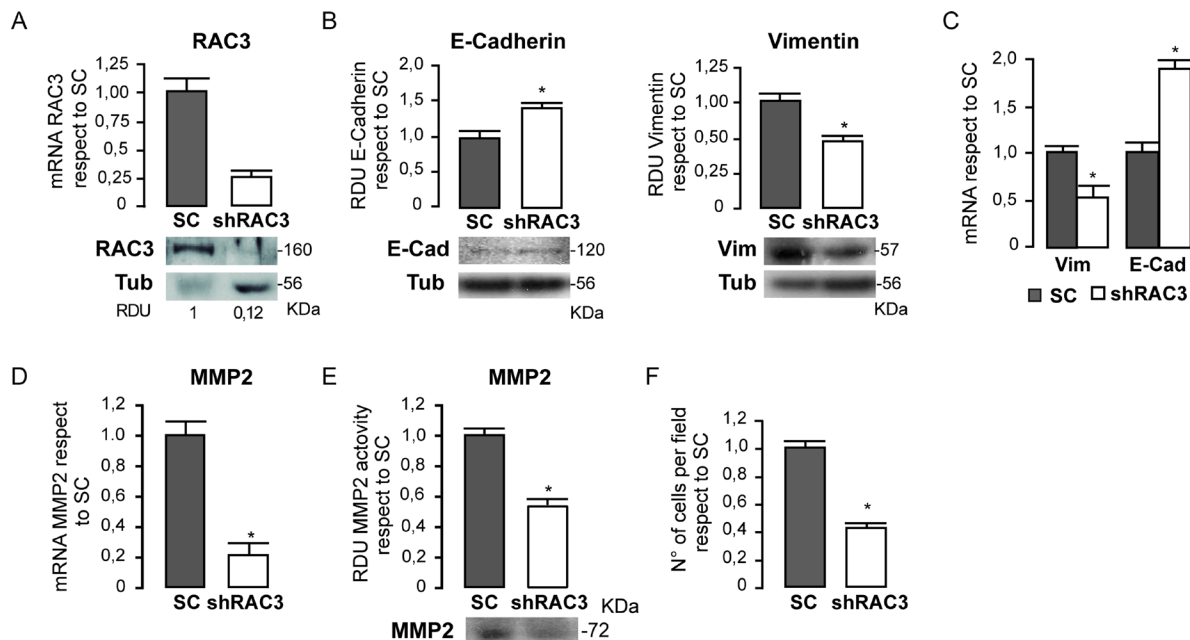 A
RAC3
mRNA RAC3
respect to SC
1,25
1,00
0,75
0,5
0,25
0
SC shRAC3
RAC3 -160
Tub -56
RDU 1 0,12 KDa
B
E-Cadherin
RDU E-Cadherin
respect to SC
2,0
1,5
1,0
0,5
0
*
SC shRAC3
E-Cad -120
Tub -56
KDa
Vimentin
RDU Vimentin
respect to SC
1,25
1,00
0,50
0,25
0
*
SC shRAC3
Vim -57
Tub -56
KDa
C
mRNA respect to SC
2,0
1,5
1,0
0,5
0
* *
Vim E-Cad
SC shRAC3
D
MMP2
mRNA MMP2 respect
to SC
1,2
1.0
0,8
0,6
0,4
0,2
0
*
SC shRAC3
E
MMP2
RDU MMP2 actovity
respect to SC
1,2
1.0
0,8
0,6
0,4
0,2
0
*
SC shRAC3 KDa
MMP2 -72
F
N° of cells per field
respect to SC
1,2
1,0
0,8
0,6
0,4
0,2
0
*
SC shRAC3